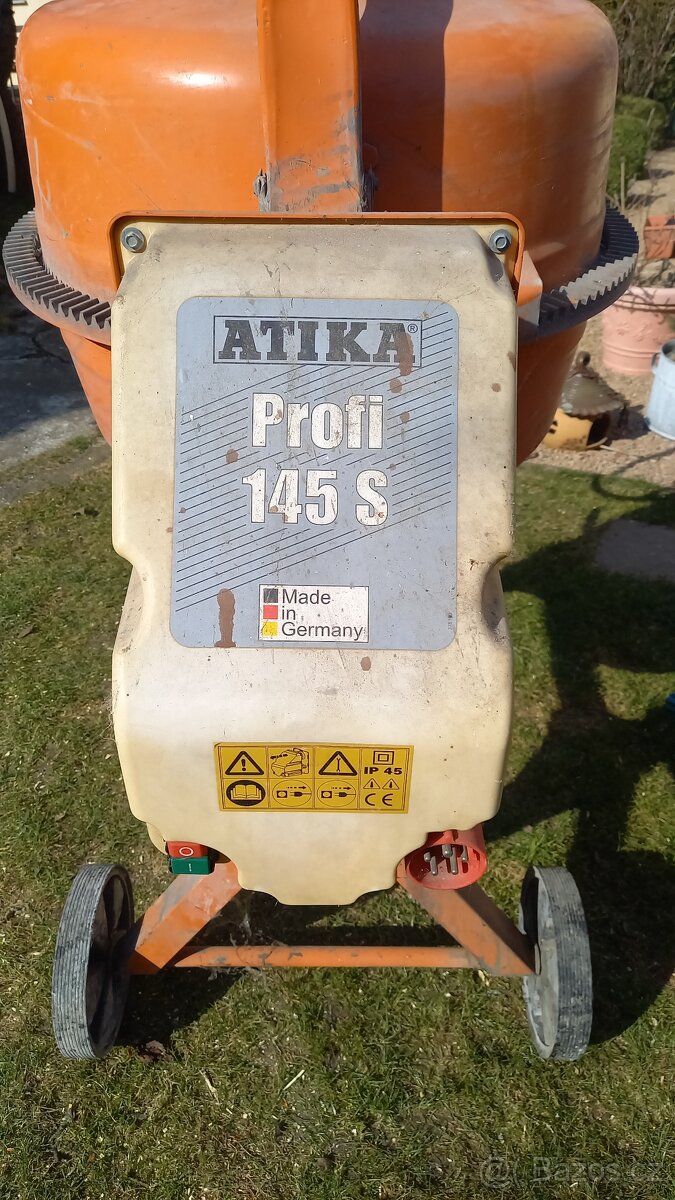 ATIKA®
Profi
145 S
Made
in
Germany
IP 45
CE
O
I
© Bazos.cz